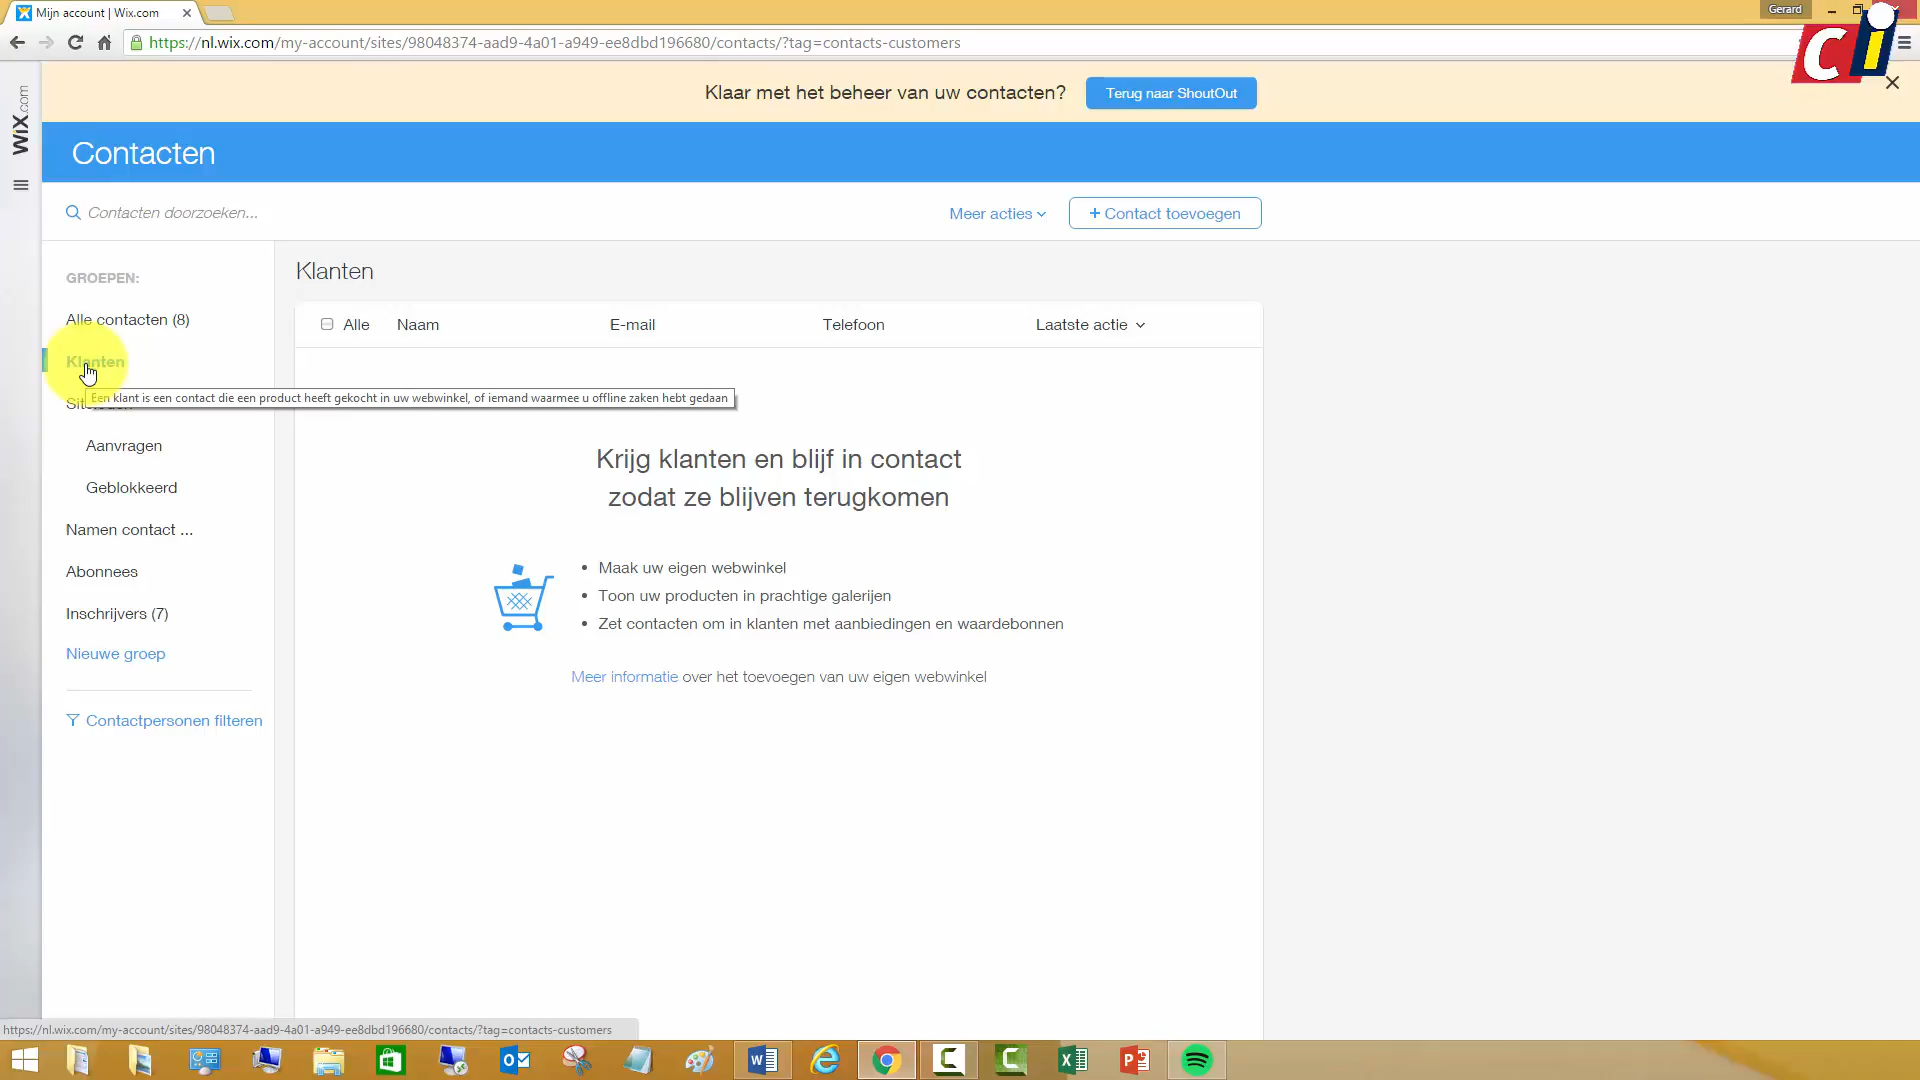 Mijn account | Wix.com
Gerard
https://nl.wix.com/my-account/sites/98048374-aad9-4a01-a949-ee8dbd196680/contacts/?tag=contacts-customers
Ci
WiX.com
Klaar met het beheer van uw contacten?
Terug naar ShoutOut
Contacten
Contacten doorzoeken...
Meer acties
+ Contact toevoegen
GROEPEN:
Alle contacten (8)
Klanten
Een klant is een contact die een product heeft gekocht in uw webwinkel, of iemand waarmee u offline zaken hebt gedaan
Aanvragen
Geblokkeerd
Namen contact ...
Abonnees
Inschrijvers (7)
Nieuwe groep
Contactpersonen filteren
Klanten
Alle
Naam
E-mail
Telefoon
Laatste actie
Krijg klanten en blijf in contact
zodat ze blijven terugkomen
• Maak uw eigen webwinkel
• Toon uw producten in prachtige galerijen
• Zet contacten om in klanten met aanbiedingen en waardebonnen
Meer informatie over het toevoegen van uw eigen webwinkel
https://nl.wix.com/my-account/sites/98048374-aad9-4a01-a949-ee8dbd196680/contacts/?tag=contacts-customers